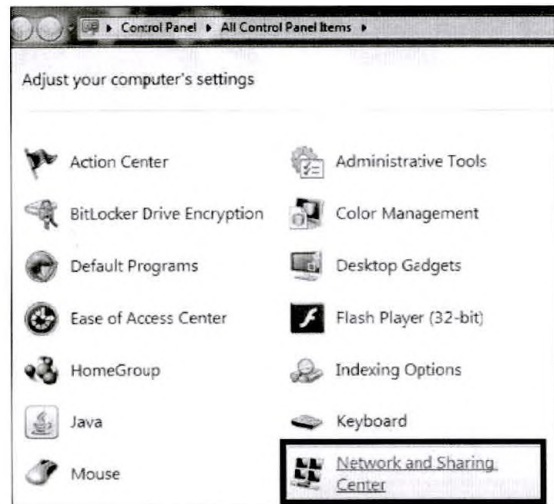 Control Panel ▸ All Control Panel Items ▸
Adjust your computer's settings
Action Center
Administrative Tools
BitLocker Drive Encryption
Color Management
Default Programs
Desktop Gadgets
Ease of Access Center
Flash Player (32-bit)
HomeGroup
Indexing Options
Java
Keyboard
Mouse
Network and Sharing
Center